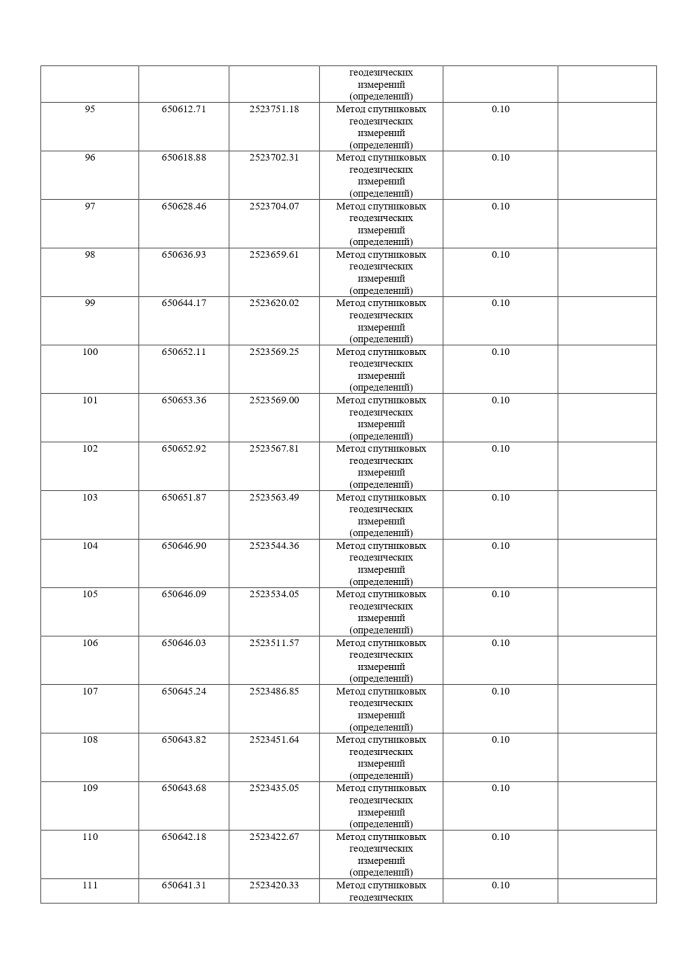 геодезических
измерений
(определений)
95 650612.71 2523751.18 Метод спутниковых 0.10
геодезических
измерений
(определений)
96 650618.88 2523702.31 Метод спутниковых 0.10
геодезических
измерений
(определений)
97 650628.46 2523704.07 Метод спутниковых 0.10
геодезических
измерений
(определений)
98 650636.93 2523659.61 Метод спутниковых 0.10
геодезических
измерений
(определений)
99 650644.17 2523620.02 Метод спутниковых 0.10
геодезических
измерений
(определений)
100 650652.11 2523569.25 Метод спутниковых 0.10
геодезических
измерений
(определений)
101 650653.36 2523569.00 Метод спутниковых 0.10
геодезических
измерений
(определений)
102 650652.92 2523567.81 Метод спутниковых 0.10
геодезических
измерений
(определений)
103 650651.87 2523563.49 Метод спутниковых 0.10
геодезических
измерений
(определений)
104 650646.90 2523544.36 Метод спутниковых 0.10
геодезических
измерений
(определений)
105 650646.09 2523534.05 Метод спутниковых 0.10
геодезических
измерений
(определений)
106 650646.03 2523511.57 Метод спутниковых 0.10
геодезических
измерений
(определений)
107 650645.24 2523486.85 Метод спутниковых 0.10
геодезических
измерений
(определений)
108 650643.82 2523451.64 Метод спутниковых 0.10
геодезических
измерений
(определений)
109 650643.68 2523435.05 Метод спутниковых 0.10
геодезических
измерений
(определений)
110 650642.18 2523422.67 Метод спутниковых 0.10
геодезических
измерений
(определений)
111 650641.31 2523420.33 Метод спутниковых 0.10
геодезических